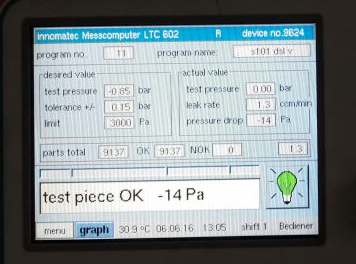 innomatec Messcomputer LTC 602 R device no.9824
program no. 11 program name: s101 dsl v
desired value actual value
test pressure -0.85 bar test pressure 0.00 bar
tolerance +/- 0.15 bar leak rate 1.3 ccm/min
limit 3000 Pa pressure drop -14 Pa
parts total 9137 OK 9137 NOK 0 1.3
test piece OK -14 Pa
menu graph 30.9 °C 06.06.16 13:05 shift 1 Bediener